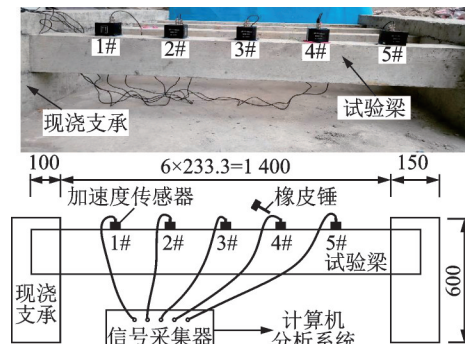 1# 2# 3# 4# 5#
现浇支承
试验梁
100 6×233.3=1 400 150
加速度传感器
橡皮锤
1# 2# 3# 4# 5#
试验梁
现浇
支承
600
信号采集器
计算机
分析系统